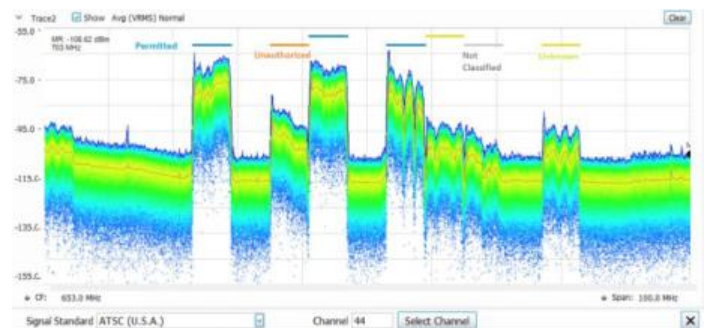 Trace2 Show Avg (VRMS) Normal Clear
-55.0
MR: -108.62 dBm
703 MHz
Permitted
Unauthorized
Not
Classified
Unknown
-75.0
-95.0
-115.0
-135.0
-155.0
CF: 653.0 MHz Span: 100.0 MHz
Signal Standard ATSC (U.S.A.) Channel 44 Select Channel X